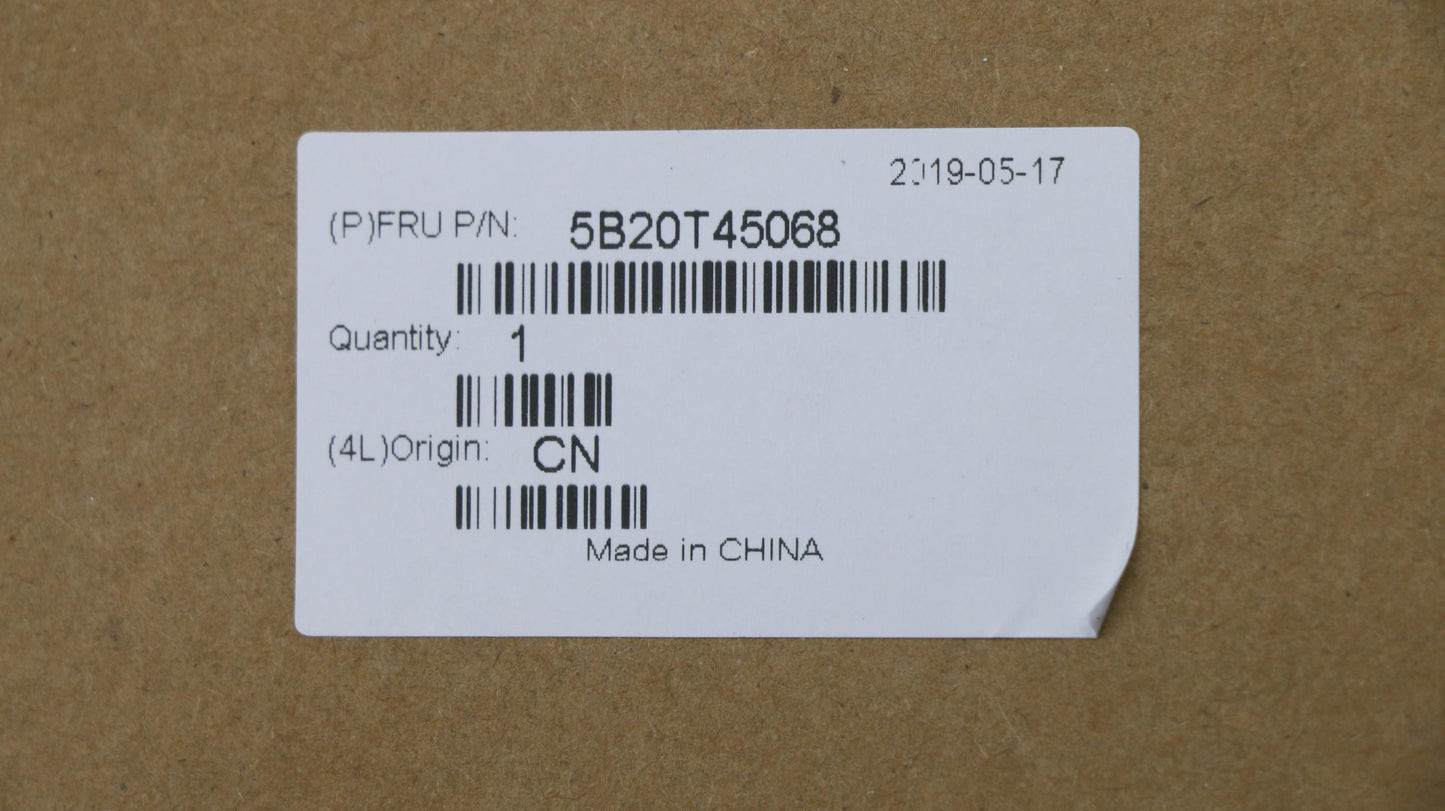 2019-05-17
(P)FRU P/N: 5B20T45068
Quantity: 1
(4L)Origin: CN
Made in CHINA